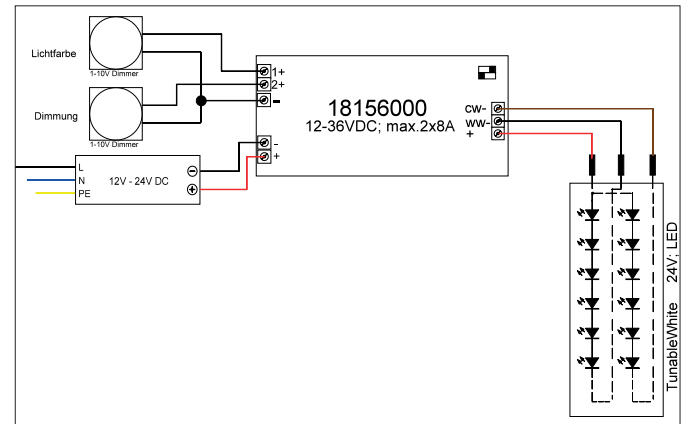 Lichtfarbe
1-10V Dimmer
Dimmung
1-10V Dimmer
1+
2+
-
-
+
18156000
12-36VDC; max.2x8A
CW-
WW-
+
L
N
PE
12V - 24V DC
-
+
TunableWhite 24V; LED